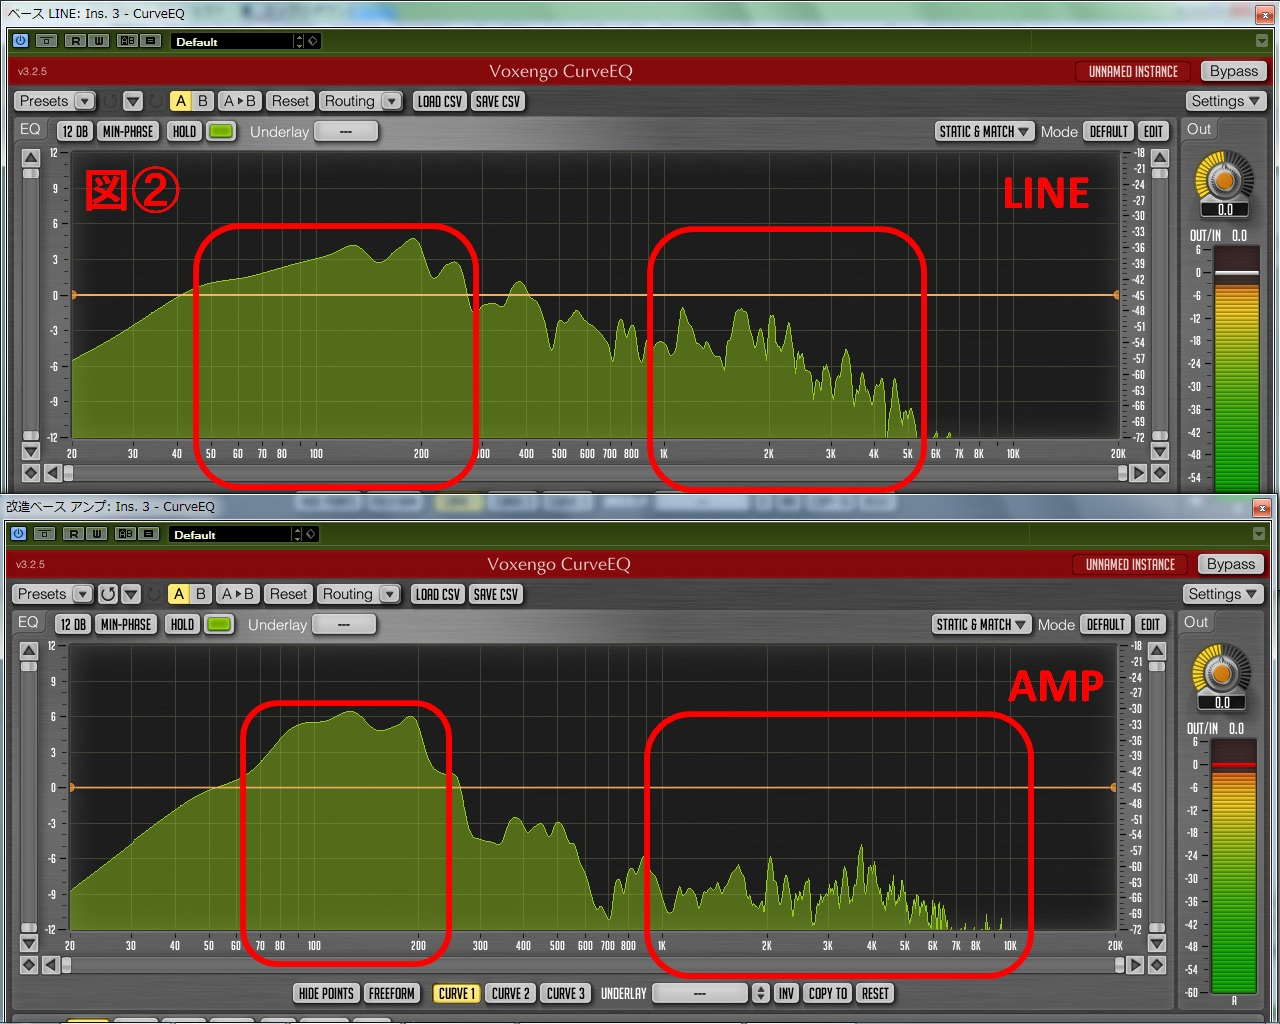 ベース LINE: Ins. 3 - CurveEQ
R W AB Default
v3.2.5 Voxengo CurveEQ UNNAMED INSTANCE Bypass
Presets A B A▸B Reset Routing LOAD CSV SAVE CSV Settings
EQ 12 DB MIN-PHASE HOLD Underlay --- STATIC & MATCH Mode DEFAULT EDIT Out
図② LINE
12 9 6 3 0 -3 -6 -9 -12
-18 -21 -24 -27 -30 -33 -36 -39 -42 -45 -48 -51 -54 -57 -60 -63 -66 -69 -72
0.0
OUT/IN 0.0
6 0 -6 -12 -18 -24 -30 -36 -42 -48 -54
20 30 40 50 60 70 80 100 200 300 400 500 600 700 800 1K 2K 3K 4K 5K 6K 7K 8K 10K 20K
改造ベース アンプ: Ins. 3 - CurveEQ
R W AB Default
v3.2.5 Voxengo CurveEQ UNNAMED INSTANCE Bypass
Presets A B A▸B Reset Routing LOAD CSV SAVE CSV Settings
EQ 12 DB MIN-PHASE HOLD Underlay --- STATIC & MATCH Mode DEFAULT EDIT Out
AMP
12 9 6 3 0 -3 -6 -9 -12
-18 -21 -24 -27 -30 -33 -36 -39 -42 -45 -48 -51 -54 -57 -60 -63 -66 -69 -72
0.0
OUT/IN 0.0
6 0 -6 -12 -18 -24 -30 -36 -42 -48 -54 -60
A
20 30 40 50 60 70 80 100 200 300 400 500 600 700 800 1K 2K 3K 4K 5K 6K 7K 8K 10K 20K
HIDE POINTS FREEFORM CURVE 1 CURVE 2 CURVE 3 UNDERLAY --- INV COPY TO RESET